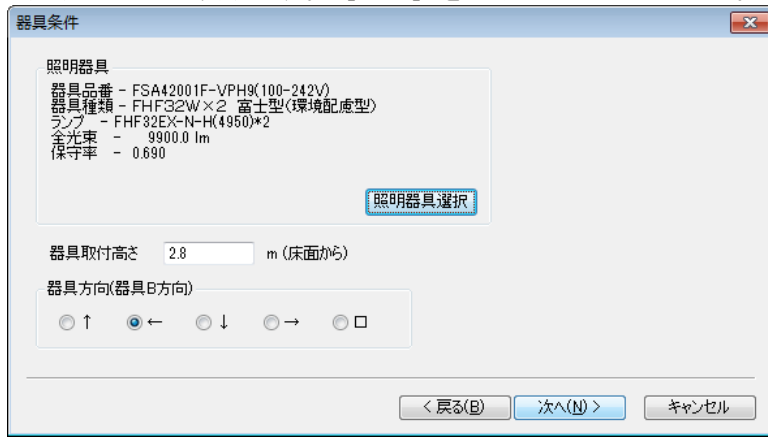 器具条件
照明器具
器具品番 - FSA42001F-VPH9(100-242V)
器具種類 - FHF32W×2 富士型(環境配慮型)
ランプ - FHF32EX-N-H(4950)*2
全光束 - 9900.0 lm
保守率 - 0.690
照明器具選択
器具取付高さ 2.8 m (床面から)
器具方向(器具B方向)
↑ ← ↓ → □
< 戻る(B) 次へ(N) > キャンセル